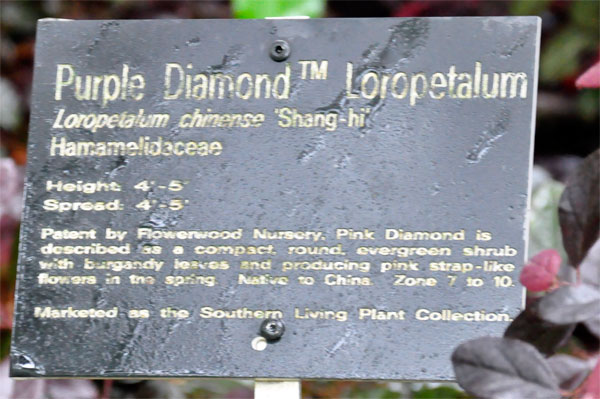 Purple Diamond™ Loropetalum
Loropetalum chinense 'Shang-hi'
Hamamelidaceae
Height: 4'-5'
Spread: 4'-5'
Patent by Flowerwood Nursery. Pink Diamond is
described as a compact, round, evergreen shrub
with burgandy leaves and producing pink strap-like
flowers in the spring. Native to China. Zone 7 to 10.
Marketed as the Southern Living Plant Collection.